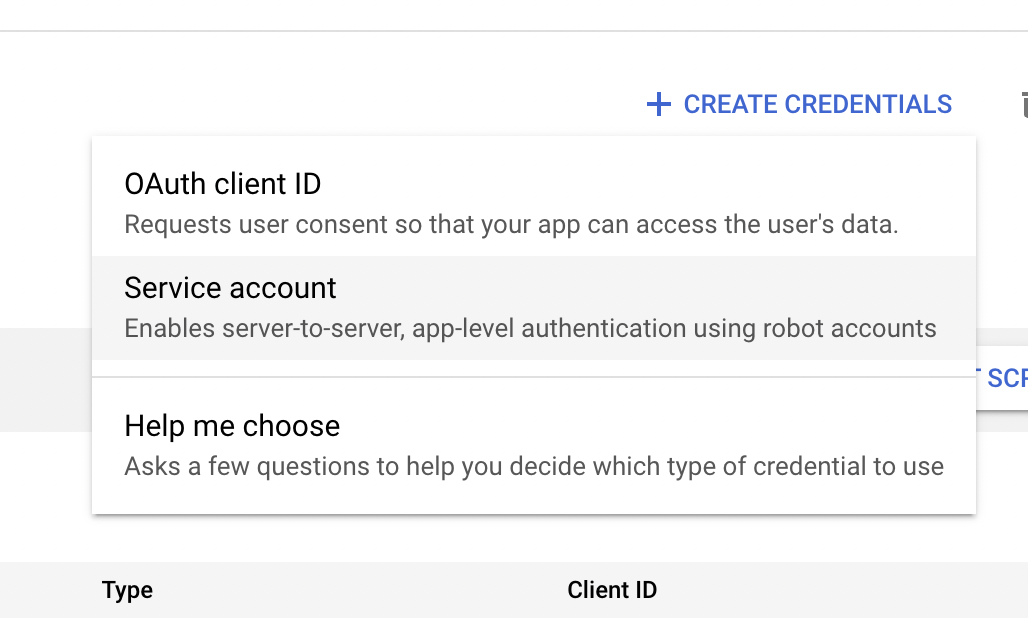 CREATE CREDENTIALS
OAuth client ID
Requests user consent so that your app can access the user's data.
Service account
Enables server-to-server, app-level authentication using robot accounts
Help me choose
Asks a few questions to help you decide which type of credential to use
Type Client ID